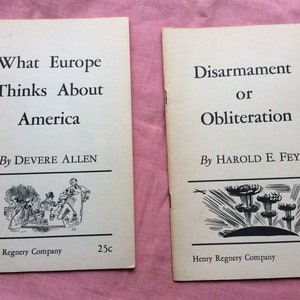 What Europe
Thinks About
America
By DEVERE ALLEN
Regnery Company 25c
Disarmament
or
Obliteration
By HAROLD E. FEY
Henry Regnery Company